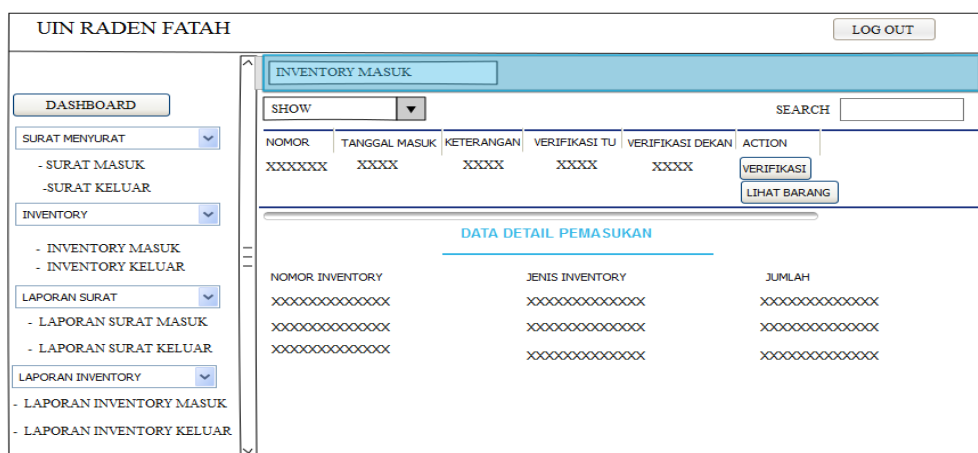 UIN RADEN FATAH
LOG OUT
DASHBOARD
SURAT MENYURAT
- SURAT MASUK
-SURAT KELUAR
INVENTORY
- INVENTORY MASUK
- INVENTORY KELUAR
LAPORAN SURAT
- LAPORAN SURAT MASUK
- LAPORAN SURAT KELUAR
LAPORAN INVENTORY
- LAPORAN INVENTORY MASUK
- LAPORAN INVENTORY KELUAR
INVENTORY MASUK
SHOW
SEARCH
NOMOR TANGGAL MASUK KETERANGAN VERIFIKASI TU VERIFIKASI DEKAN ACTION
XXXXXX XXXX XXXX XXXX XXXX VERIFIKASI
LIHAT BARANG
DATA DETAIL PEMASUKAN
NOMOR INVENTORY JENIS INVENTORY JUMLAH
XXXXXXXXXXXXX XXXXXXXXXXXXX XXXXXXXXXXXXX
XXXXXXXXXXXXX XXXXXXXXXXXXX XXXXXXXXXXXXX
XXXXXXXXXXXXX XXXXXXXXXXXXX XXXXXXXXXXXXX